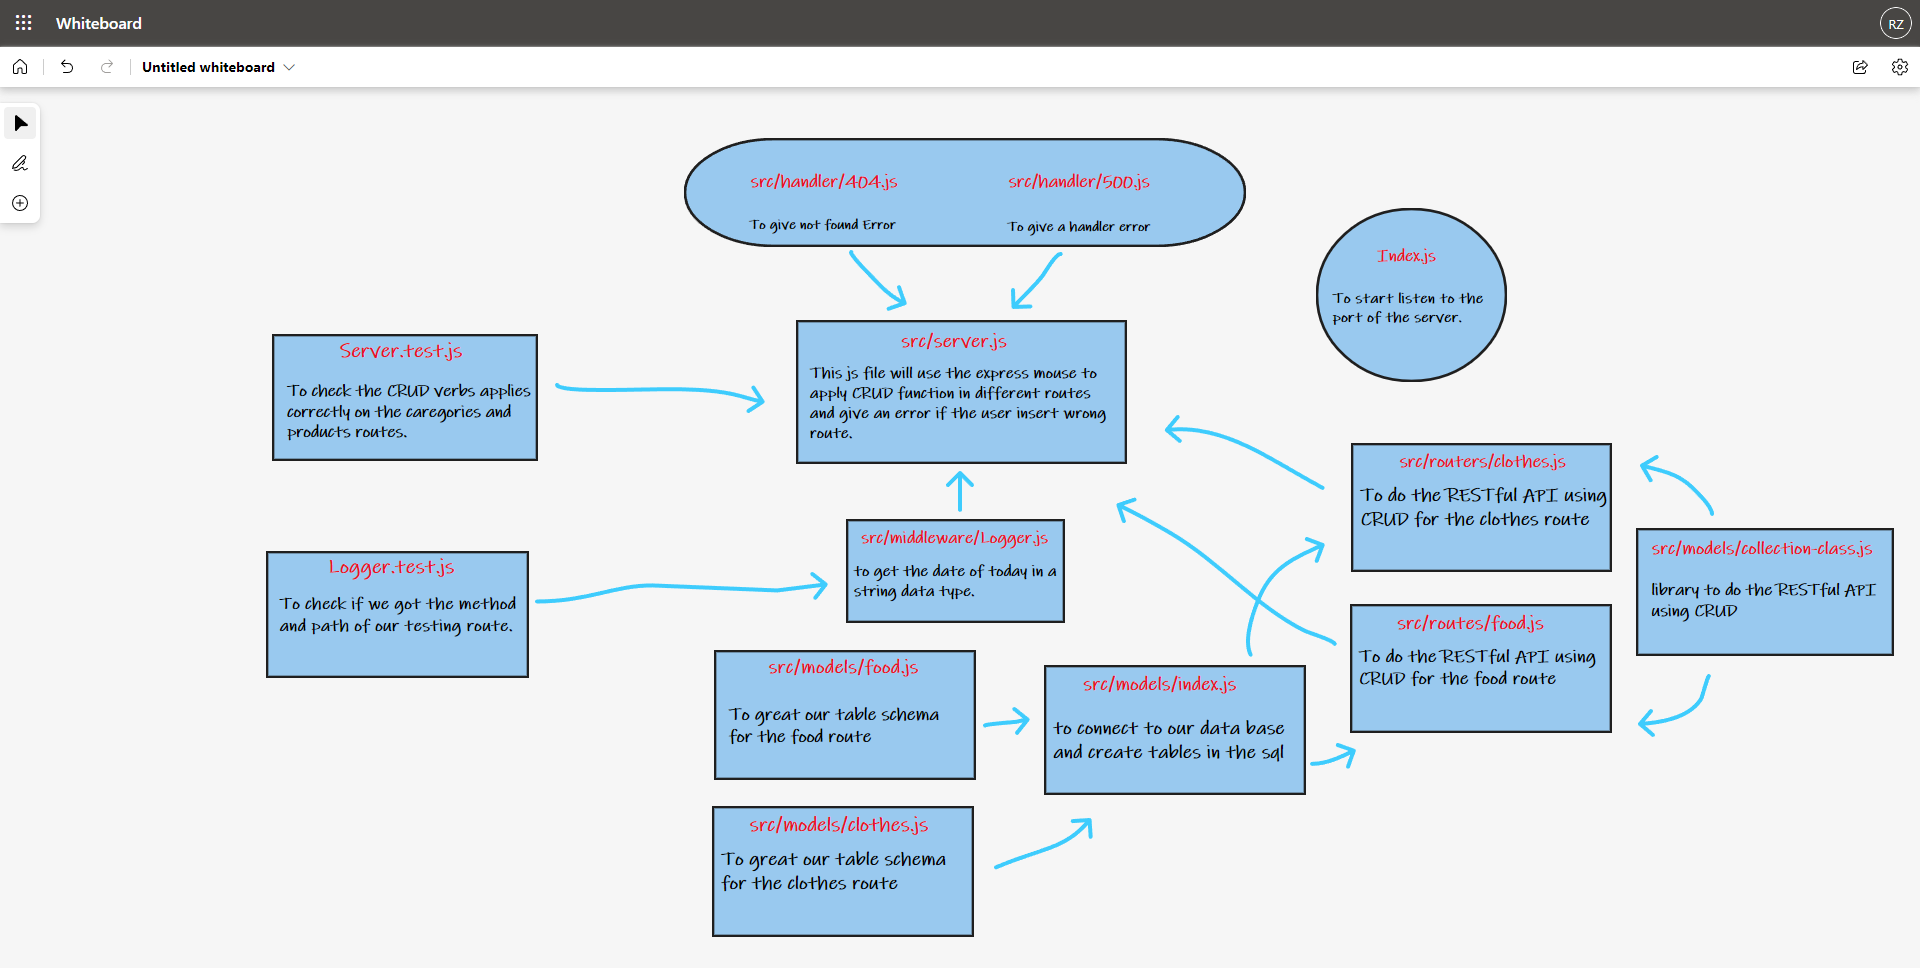 Whiteboard
RZ
Untitled whiteboard
src/handler/404.js
To give not found Error
src/handler/500.js
To give a handler error
Index.js
To start listen to the
port of the server.
Server.test.js
To check the CRUD verbs applies
correctly on the caregories and
products routes.
src/server.js
This js file will use the express mouse to
apply CRUD function in different routes
and give an error if the user insert wrong
route.
src/routers/clothes.js
To do the RESTful API using
CRUD for the clothes route
src/middleware/Logger.js
to get the date of today in a
string data type.
src/models/collection-class.js
library to do the RESTful API
using CRUD
Logger.test.js
To check if we got the method
and path of our testing route.
src/routes/food.js
To do the RESTful API using
CRUD for the food route
src/models/food.js
To great our table schema
for the food route
src/models/index.js
to connect to our data base
and create tables in the sql
src/models/clothes.js
To great our table schema
for the clothes route